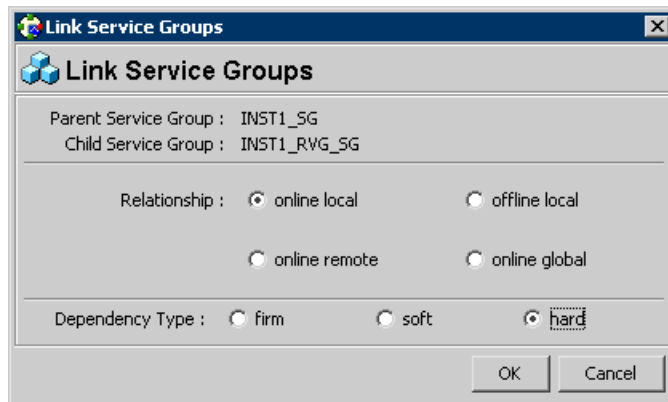 Link Service Groups
Link Service Groups
Parent Service Group : INST1_SG
Child Service Group : INST1_RVG_SG
Relationship : online local offline local
online remote online global
Dependency Type : firm soft hard
OK Cancel